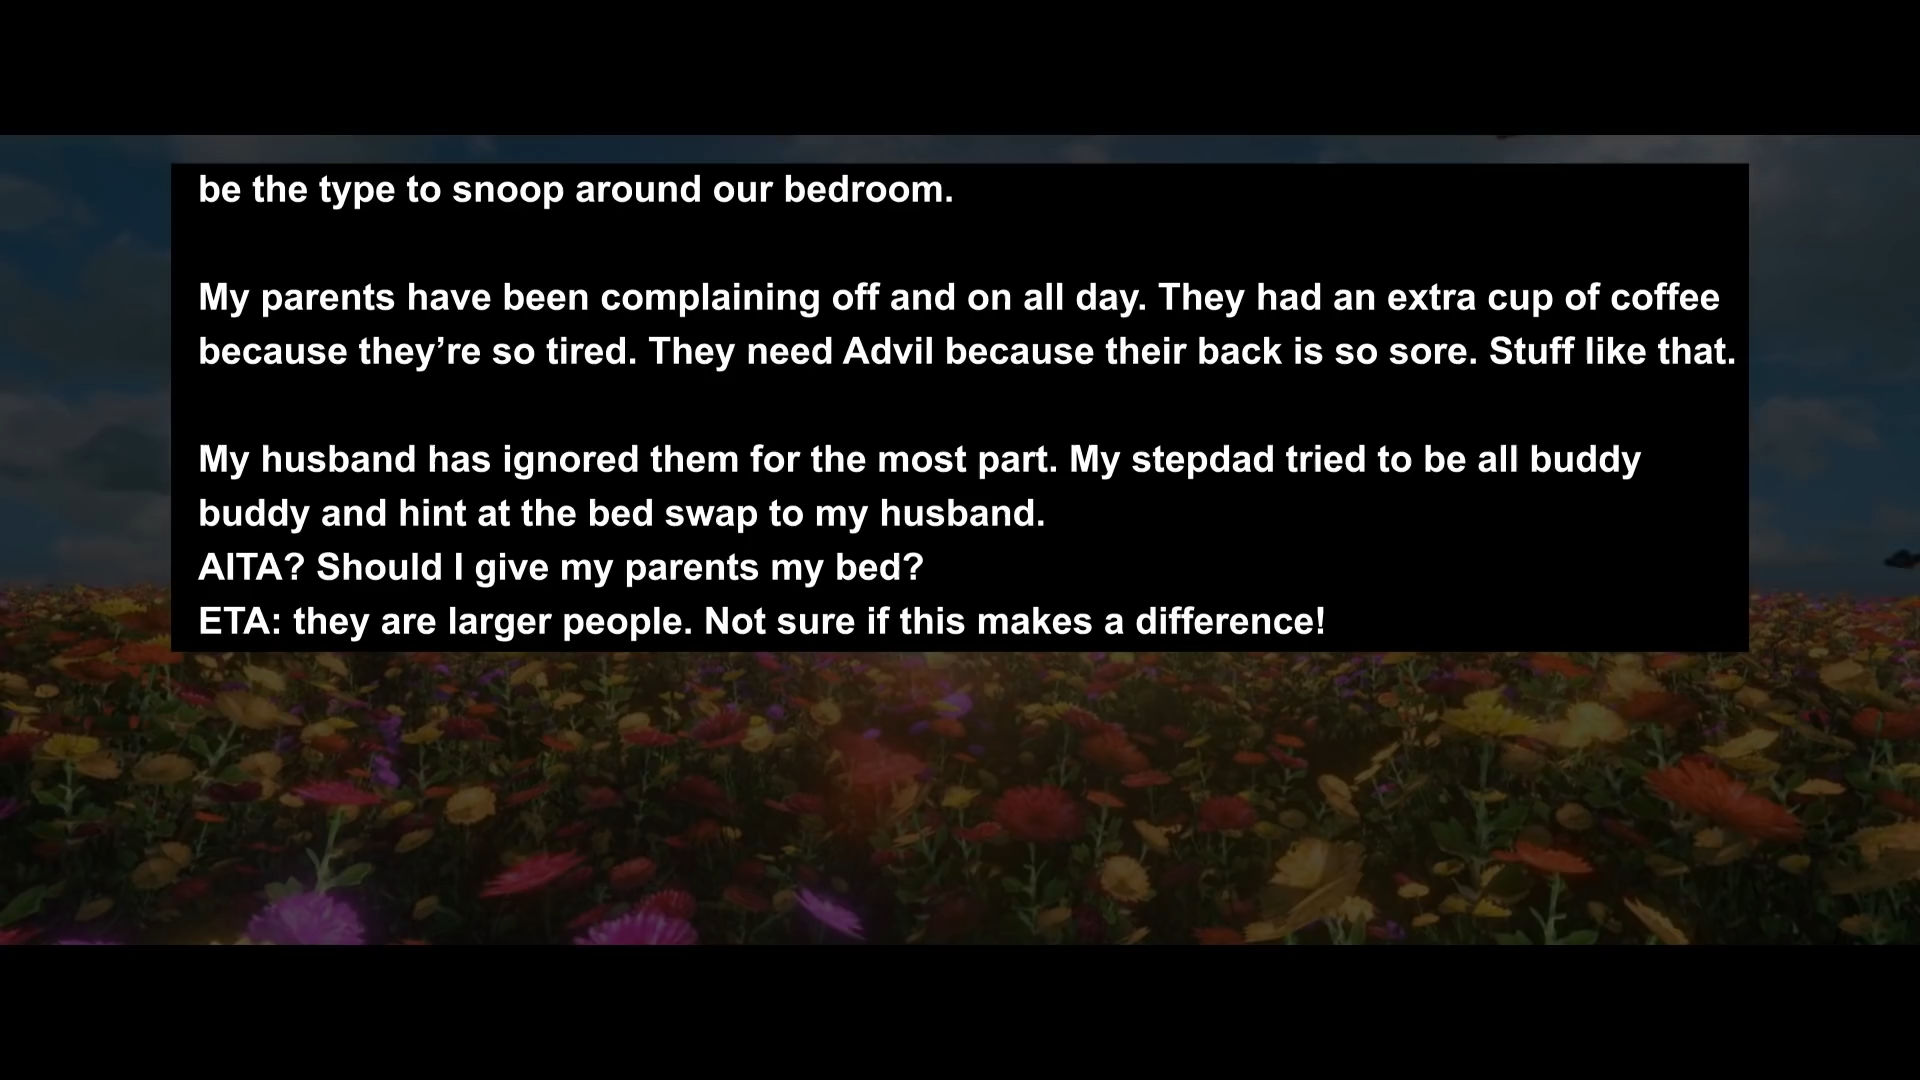 be the type to snoop around our bedroom.
My parents have been complaining off and on all day. They had an extra cup of coffee
because they’re so tired. They need Advil because their back is so sore. Stuff like that.
My husband has ignored them for the most part. My stepdad tried to be all buddy
buddy and hint at the bed swap to my husband.
AITA? Should I give my parents my bed?
ETA: they are larger people. Not sure if this makes a difference!